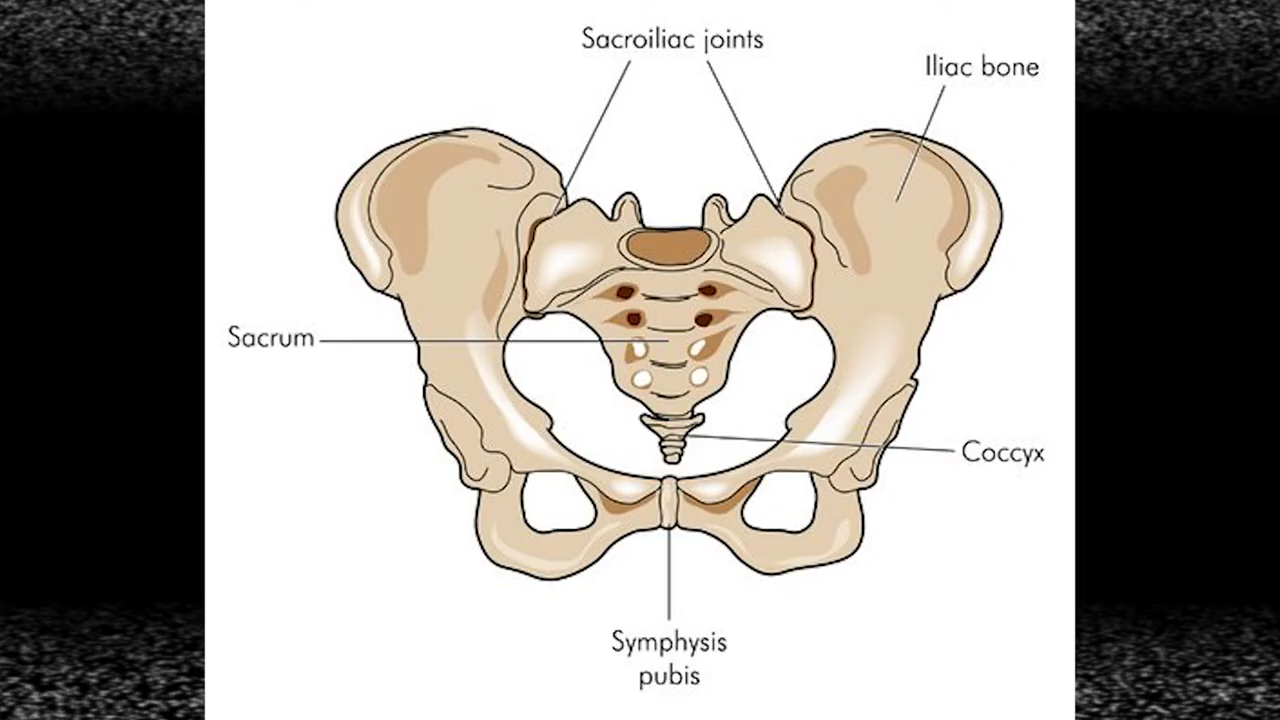 Sacroiliac joints
Iliac bone
Sacrum
Coccyx
Symphysis
pubis